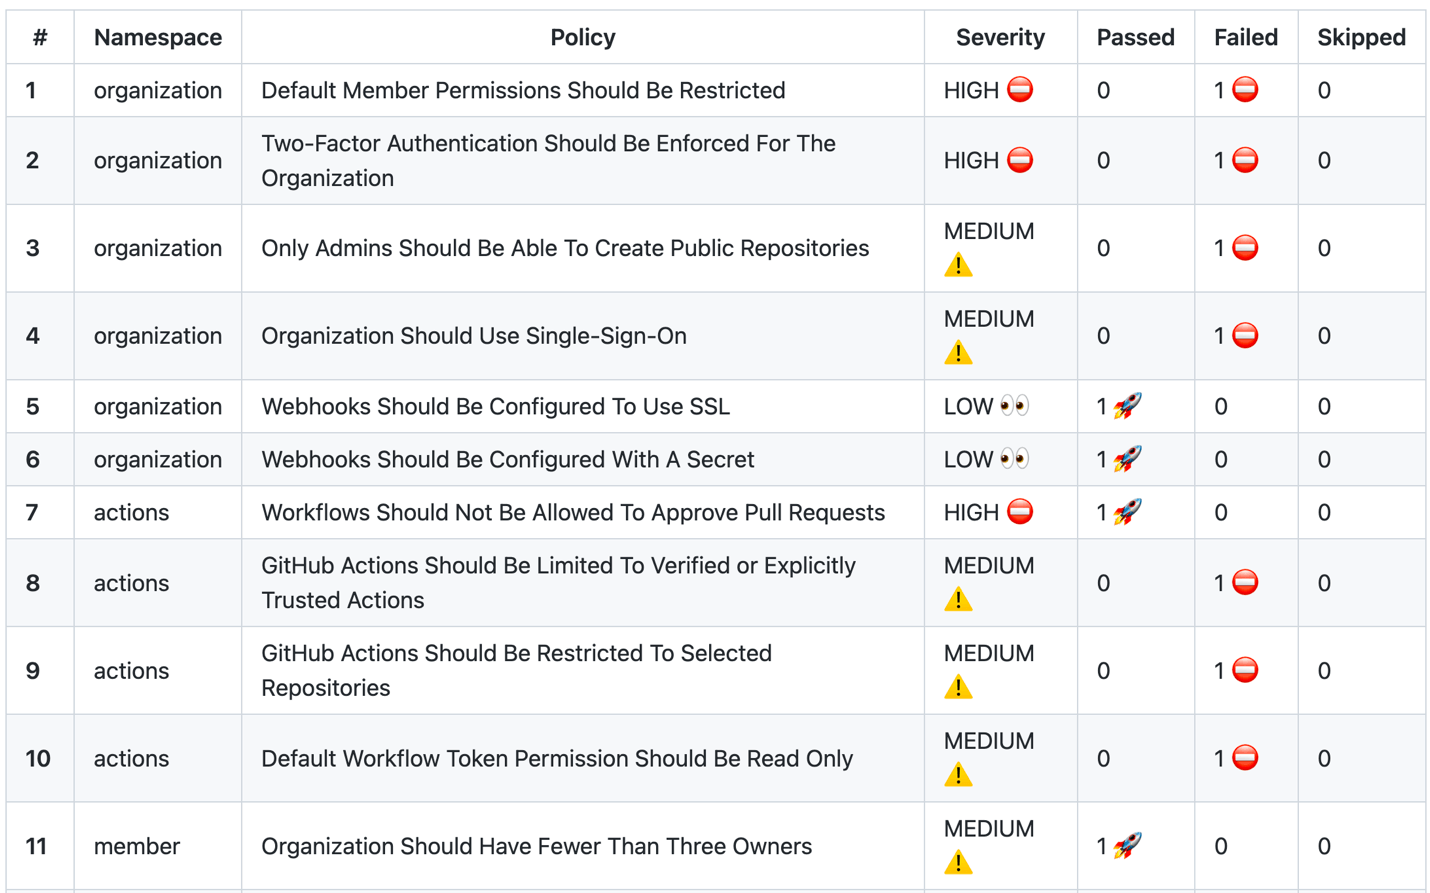 # Namespace Policy Severity Passed Failed Skipped
1 organization Default Member Permissions Should Be Restricted HIGH ⛔ 0 1 ⛔ 0
2 organization Two-Factor Authentication Should Be Enforced For The
Organization HIGH ⛔ 0 1 ⛔ 0
3 organization Only Admins Should Be Able To Create Public Repositories MEDIUM
⚠️ 0 1 ⛔ 0
4 organization Organization Should Use Single-Sign-On MEDIUM
⚠️ 0 1 ⛔ 0
5 organization Webhooks Should Be Configured To Use SSL LOW 👀 1 🚀 0 0
6 organization Webhooks Should Be Configured With A Secret LOW 👀 1 🚀 0 0
7 actions Workflows Should Not Be Allowed To Approve Pull Requests HIGH ⛔ 1 🚀 0 0
8 actions GitHub Actions Should Be Limited To Verified or Explicitly
Trusted Actions MEDIUM
⚠️ 0 1 ⛔ 0
9 actions GitHub Actions Should Be Restricted To Selected
Repositories MEDIUM
⚠️ 0 1 ⛔ 0
10 actions Default Workflow Token Permission Should Be Read Only MEDIUM
⚠️ 0 1 ⛔ 0
11 member Organization Should Have Fewer Than Three Owners MEDIUM
⚠️ 1 🚀 0 0